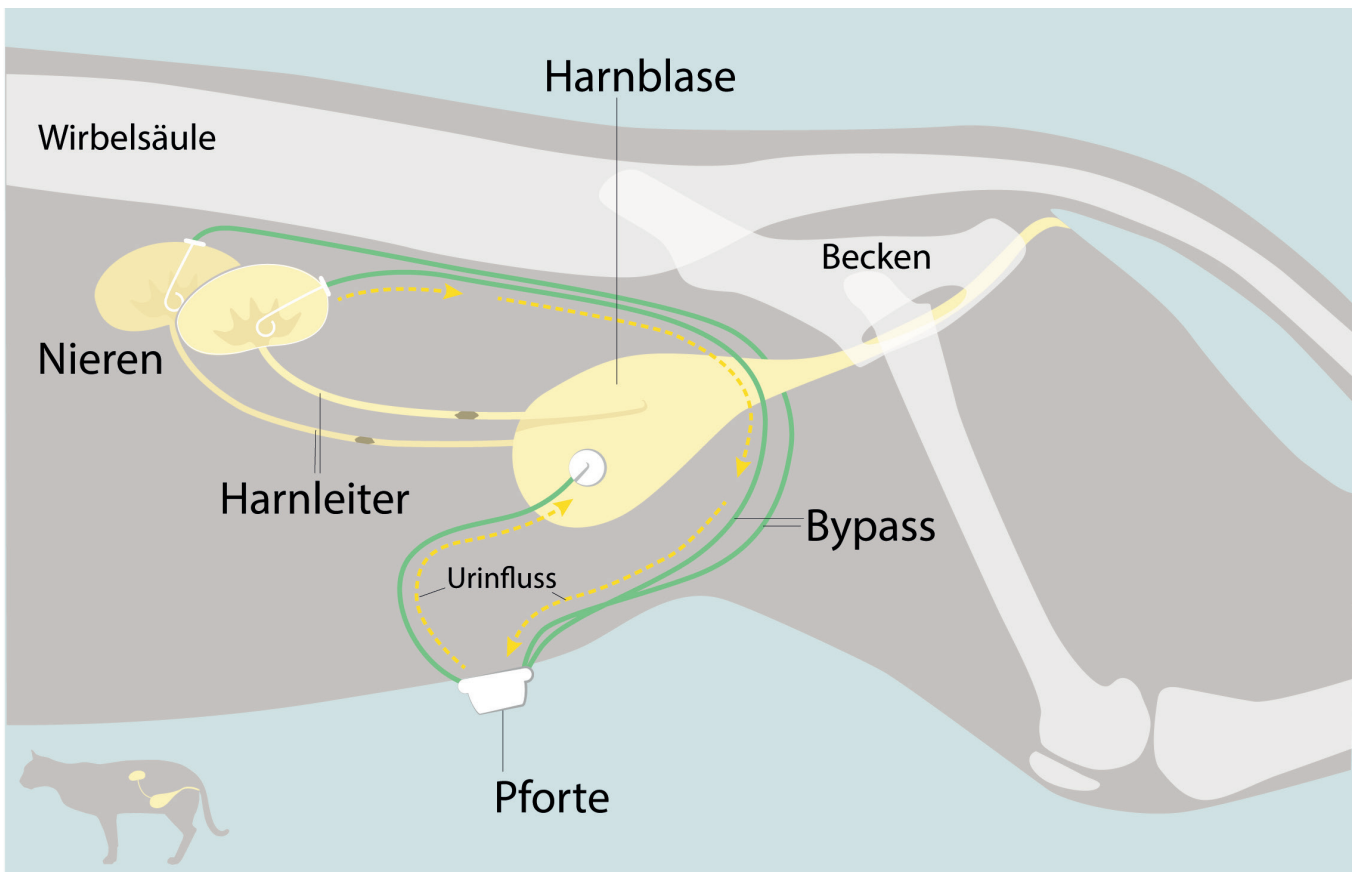 Harnblase
Wirbelsäule
Becken
Nieren
Harnleiter
Bypass
Urinfluss
Pforte